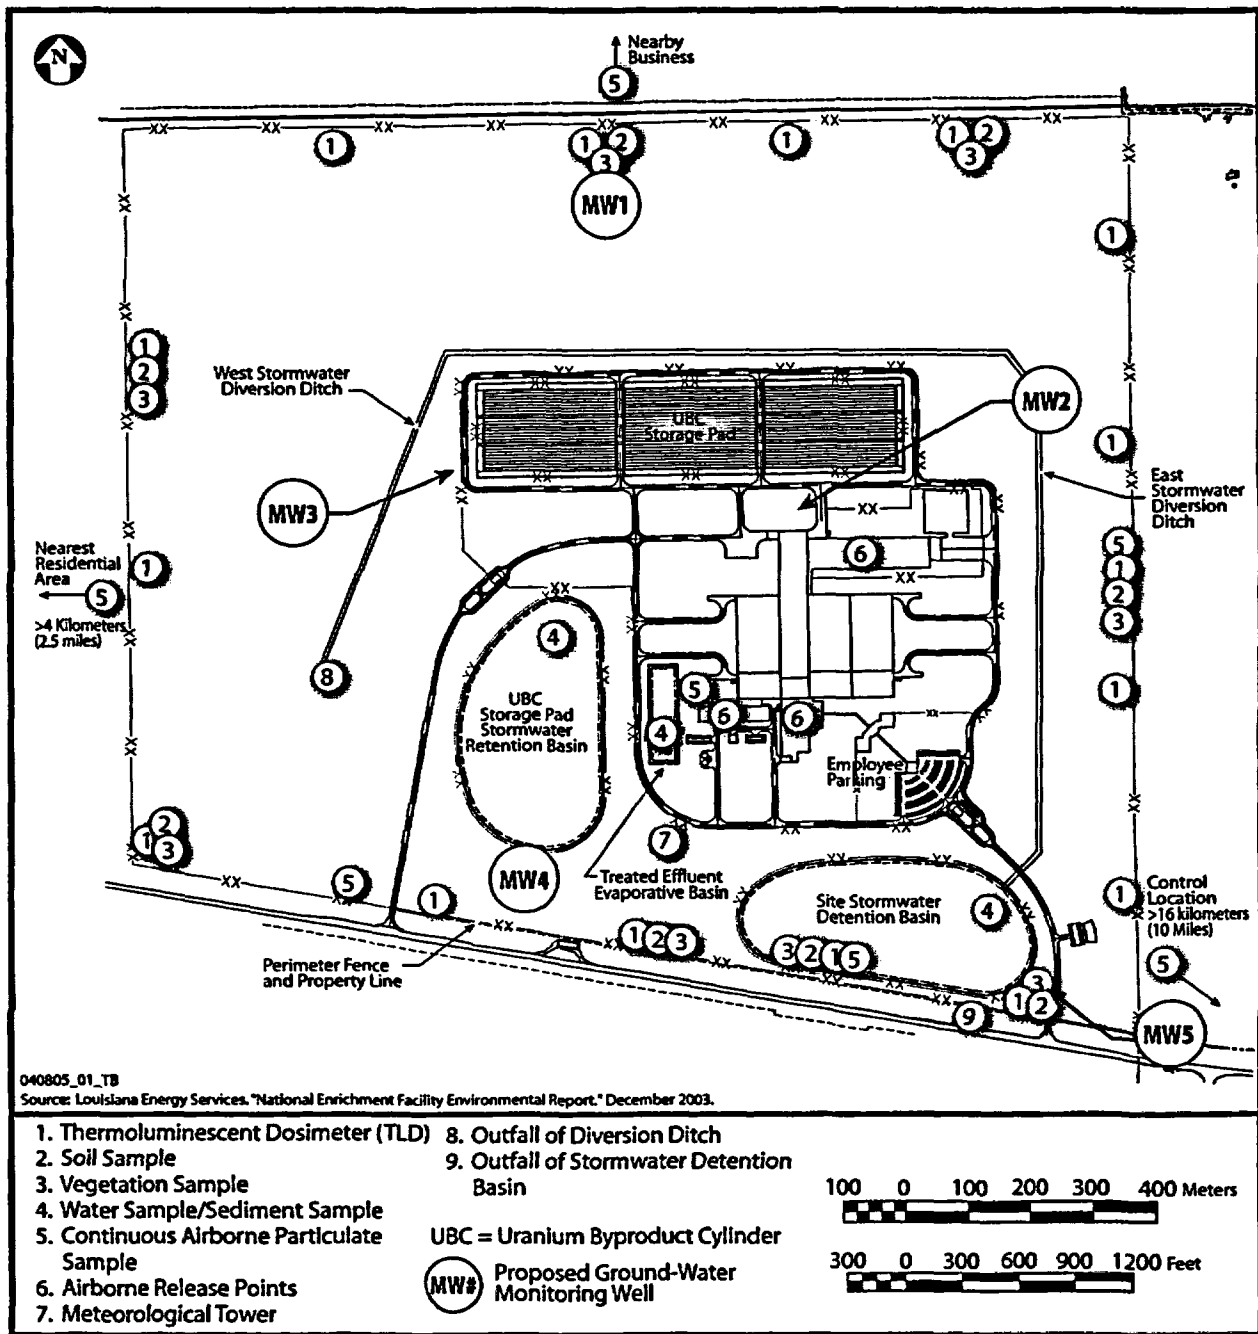 N
Nearby
Business
5
XX XX XX XX XX XX XX XX XX
1
1 2
3
1
1 2
3
MW1
1
1
2
3
West Stormwater
Diversion Ditch
UBC
Storage Pad
MW2
1
East
Stormwater
Diversion
Ditch
MW3
Nearest
Residential
Area
5
>4 Kilometers
(2.5 miles)
1
6
5
1
2
3
4
8
UBC
Storage Pad
Stormwater
Retention Basin
5
6
6
4
1
Employee
Parking
2
1
3
7
MW4
Treated Effluent
Evaporative Basin
Site Stormwater
Detention Basin
4
1
Control
Location
>16 kilometers
(10 Miles)
5
5
1
1 2 3
3 2 1 5
Perimeter Fence
and Property Line
3
1 2
9
MW5
040805_01_TB
Source: Louisiana Energy Services. "National Enrichment Facility Environmental Report." December 2003.
1. Thermoluminescent Dosimeter (TLD)
2. Soil Sample
3. Vegetation Sample
4. Water Sample/Sediment Sample
5. Continuous Airborne Particulate
Sample
6. Airborne Release Points
7. Meteorological Tower
8. Outfall of Diversion Ditch
9. Outfall of Stormwater Detention
Basin
UBC = Uranium Byproduct Cylinder
MW# Proposed Ground-Water
Monitoring Well
100 0 100 200 300 400 Meters
300 0 300 600 900 1200 Feet